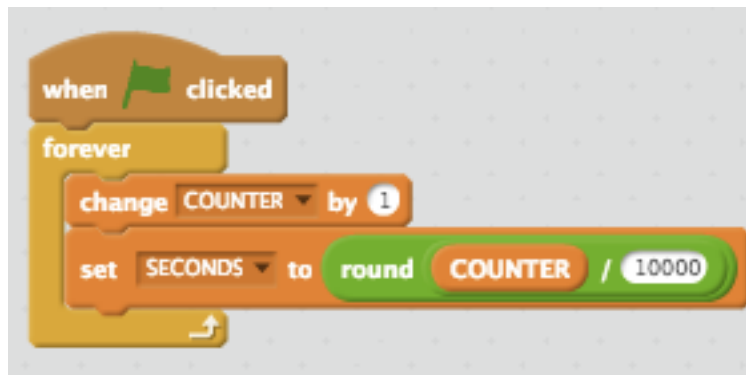 when clicked
forever
change COUNTER by 1
set SECONDS to round COUNTER / 10000